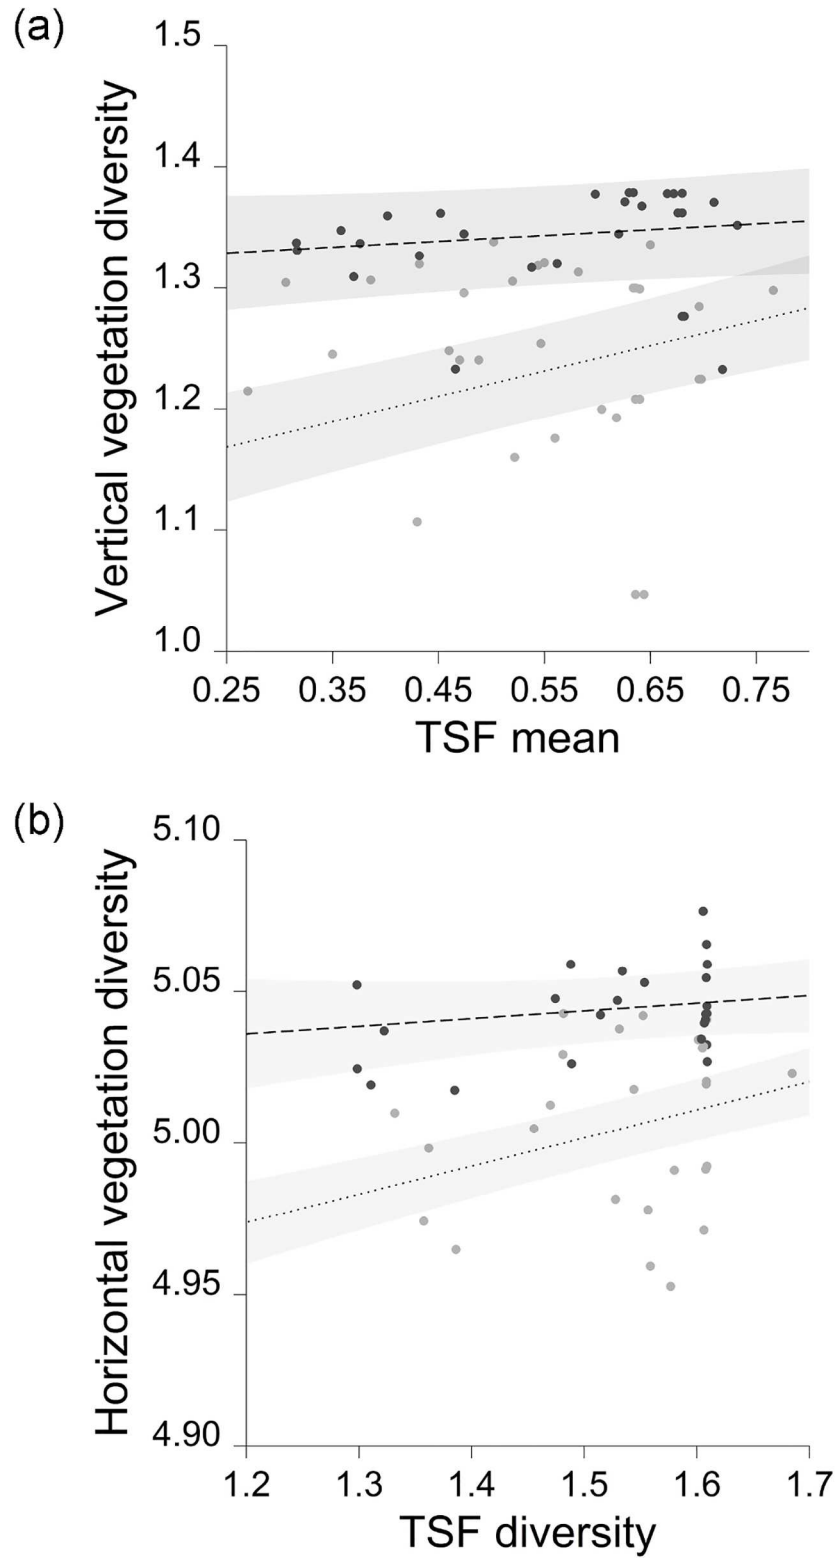 (a)
Vertical vegetation diversity
1.5
1.4
1.3
1.2
1.1
1.0
0.25 0.35 0.45 0.55 0.65 0.75
TSF mean
(b)
Horizontal vegetation diversity
5.10
5.05
5.00
4.95
4.90
1.2 1.3 1.4 1.5 1.6 1.7
TSF diversity